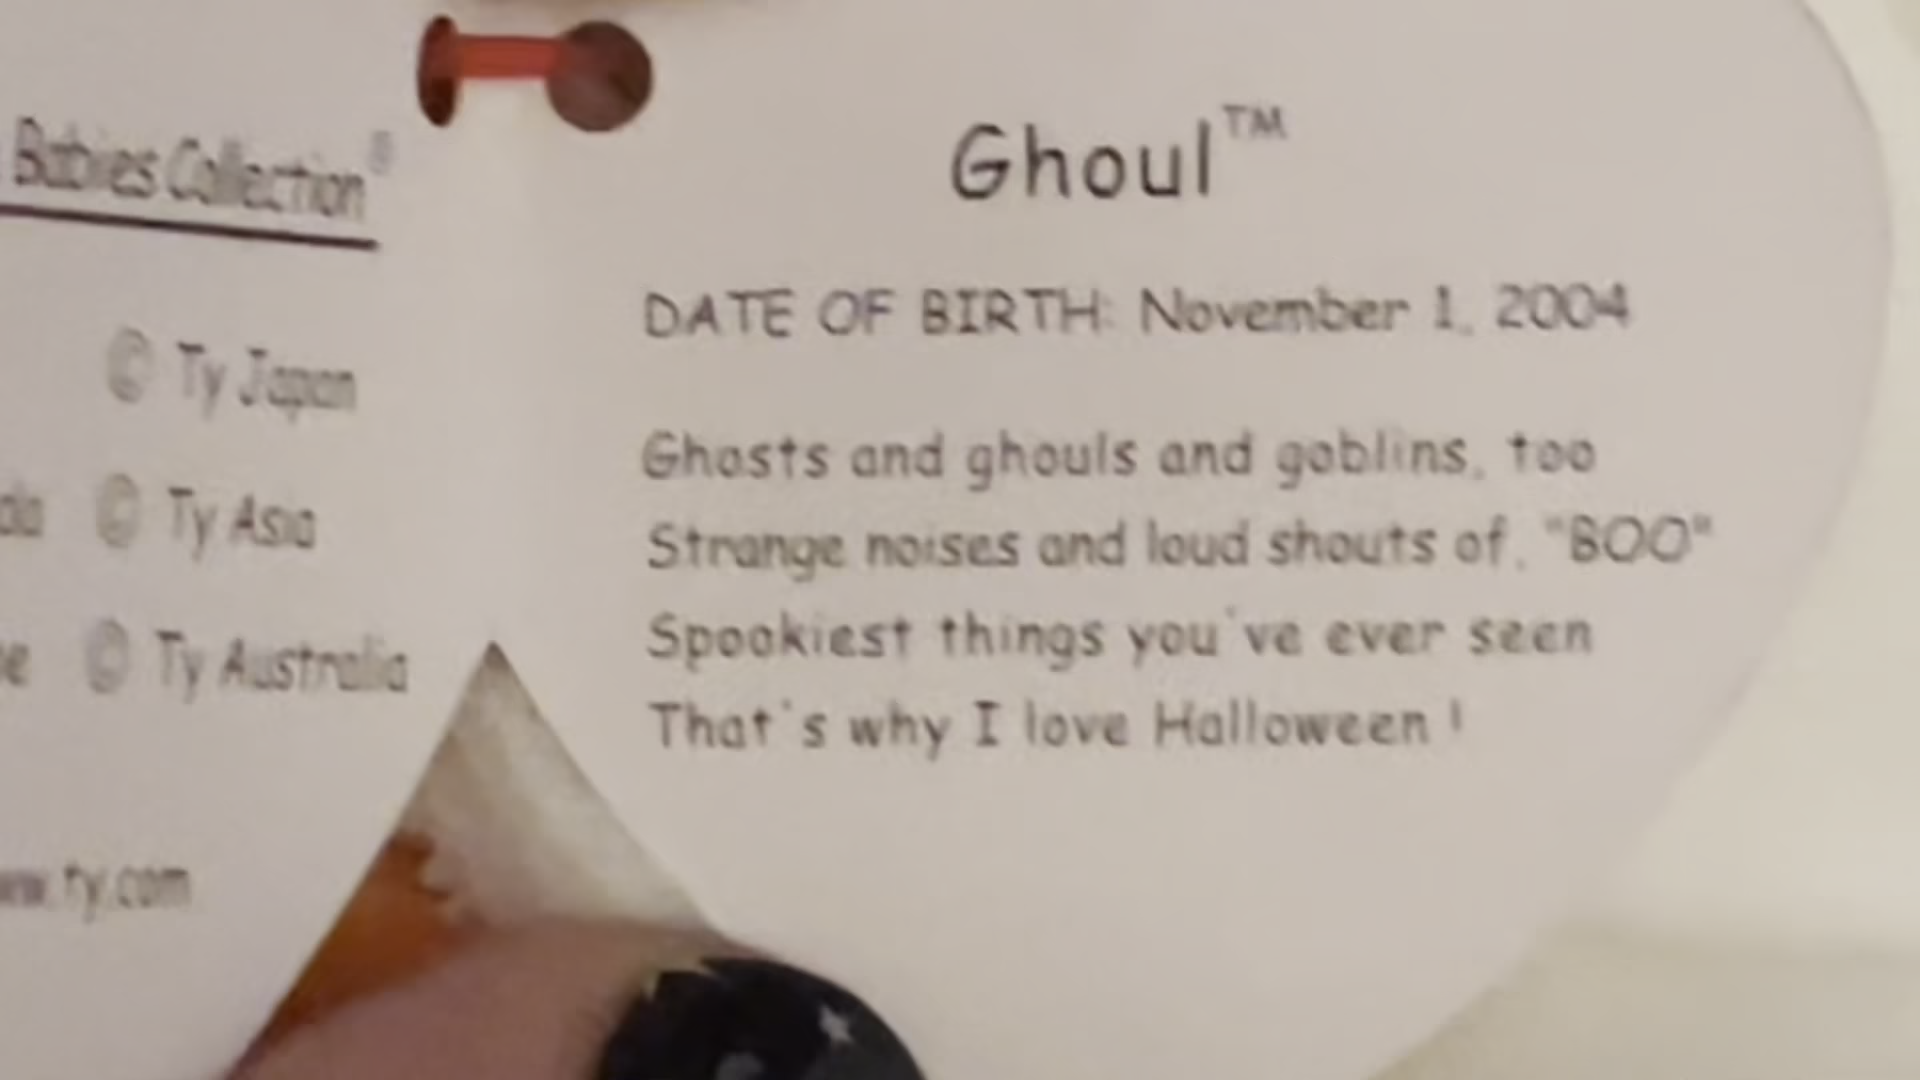 Babies Collection®
© Ty Japan
© Ty Asia
© Ty Australia
ty.com
Ghoul™
DATE OF BIRTH: November 1, 2004
Ghosts and ghouls and goblins, too
Strange noises and loud shouts of, "BOO"
Spookiest things you've ever seen
That's why I love Halloween !